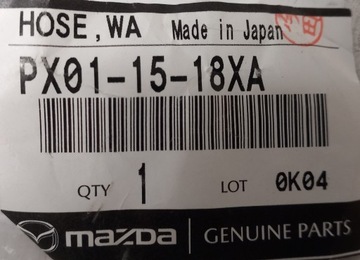 HOSE,WA Made in Japan
PX01-15-18XA
QTY 1 LOT 0K04
mazda GENUINE PARTS